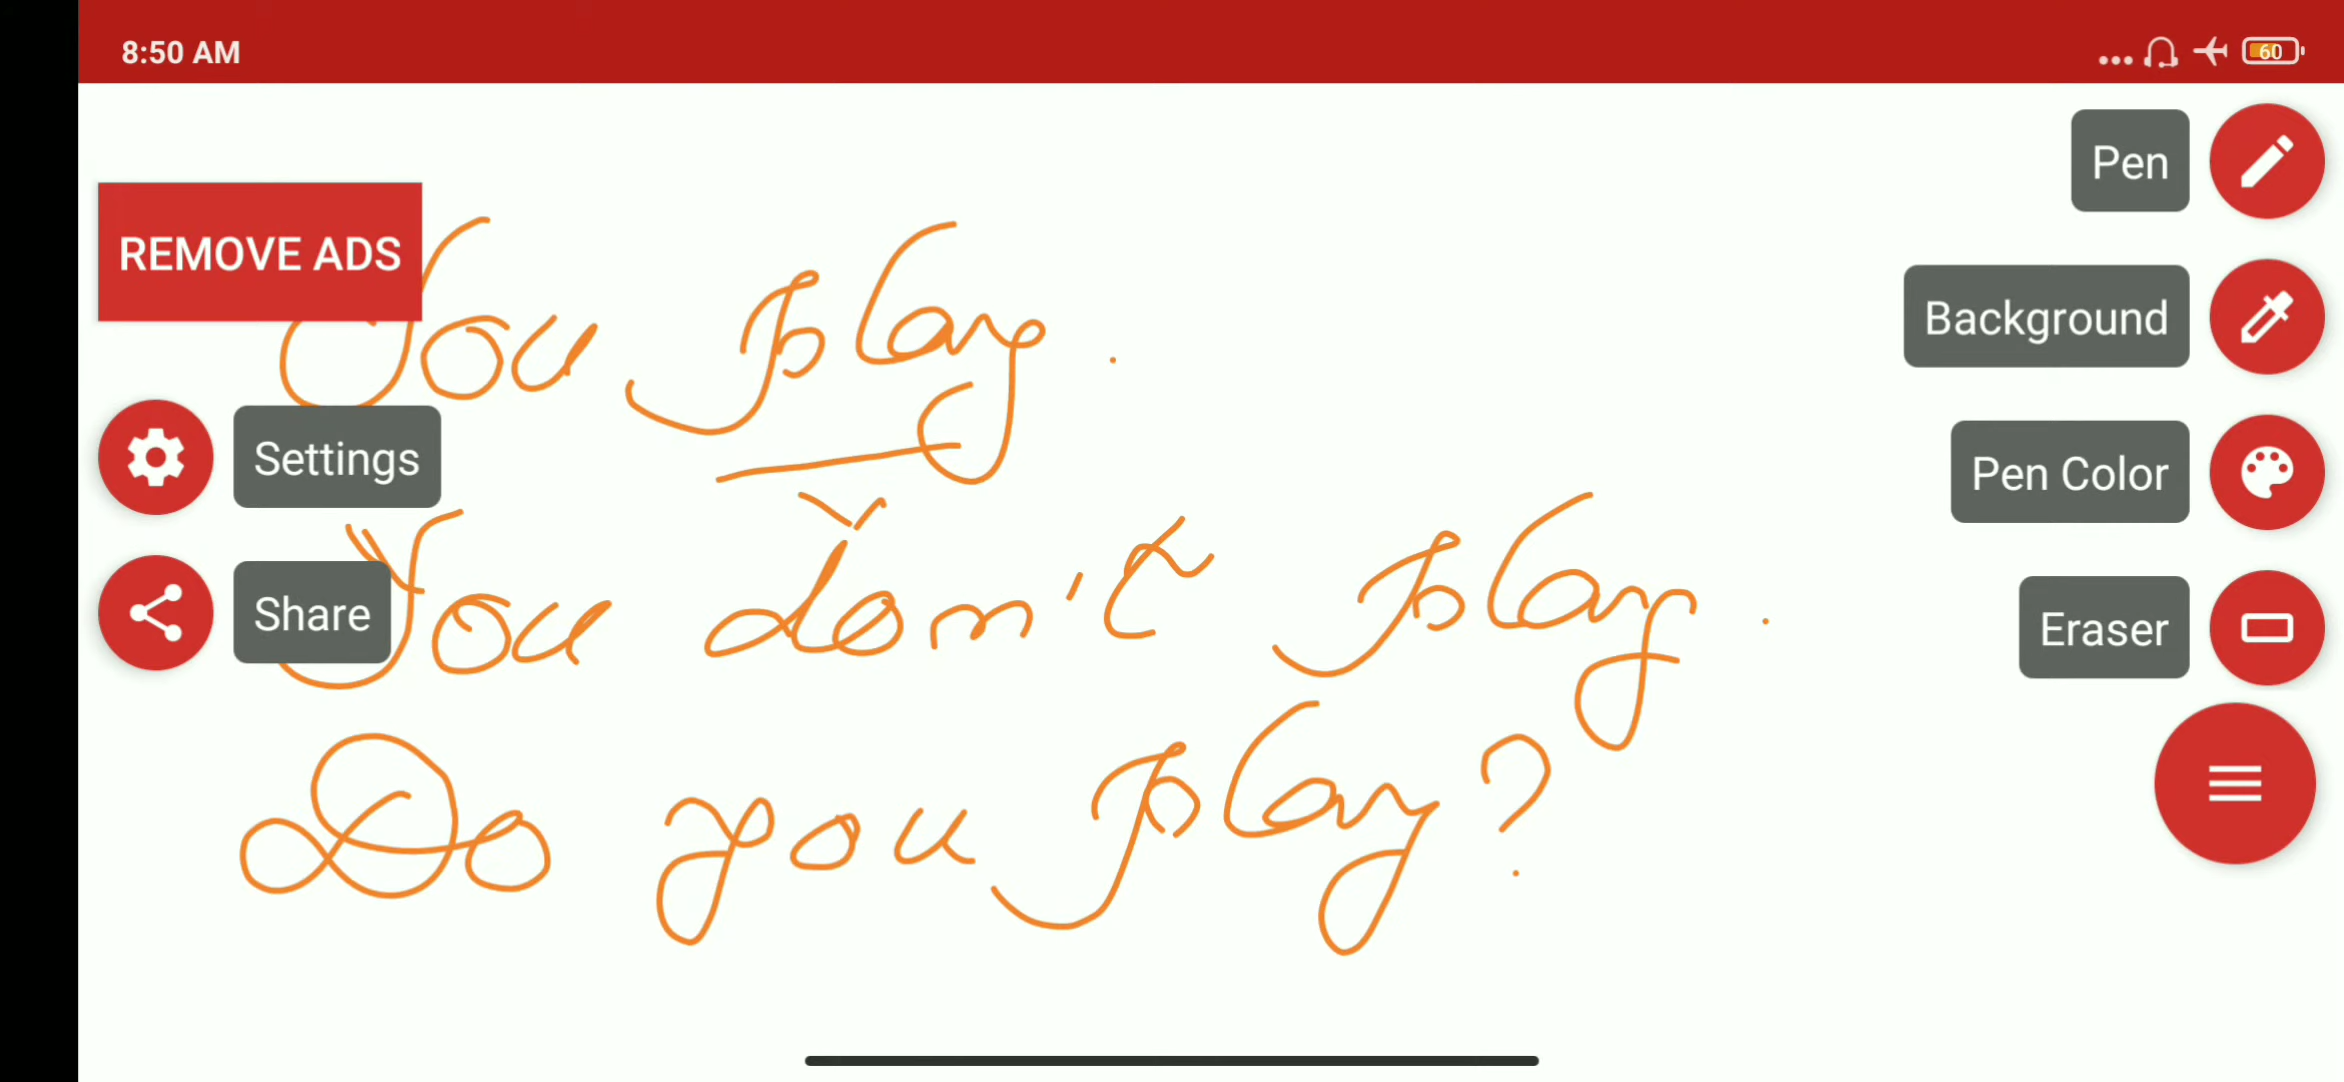 8:50 AM
60
Pen
REMOVE ADS
You play.
Background
Settings
Pen Color
You don't play.
Share
Eraser
Do you play?